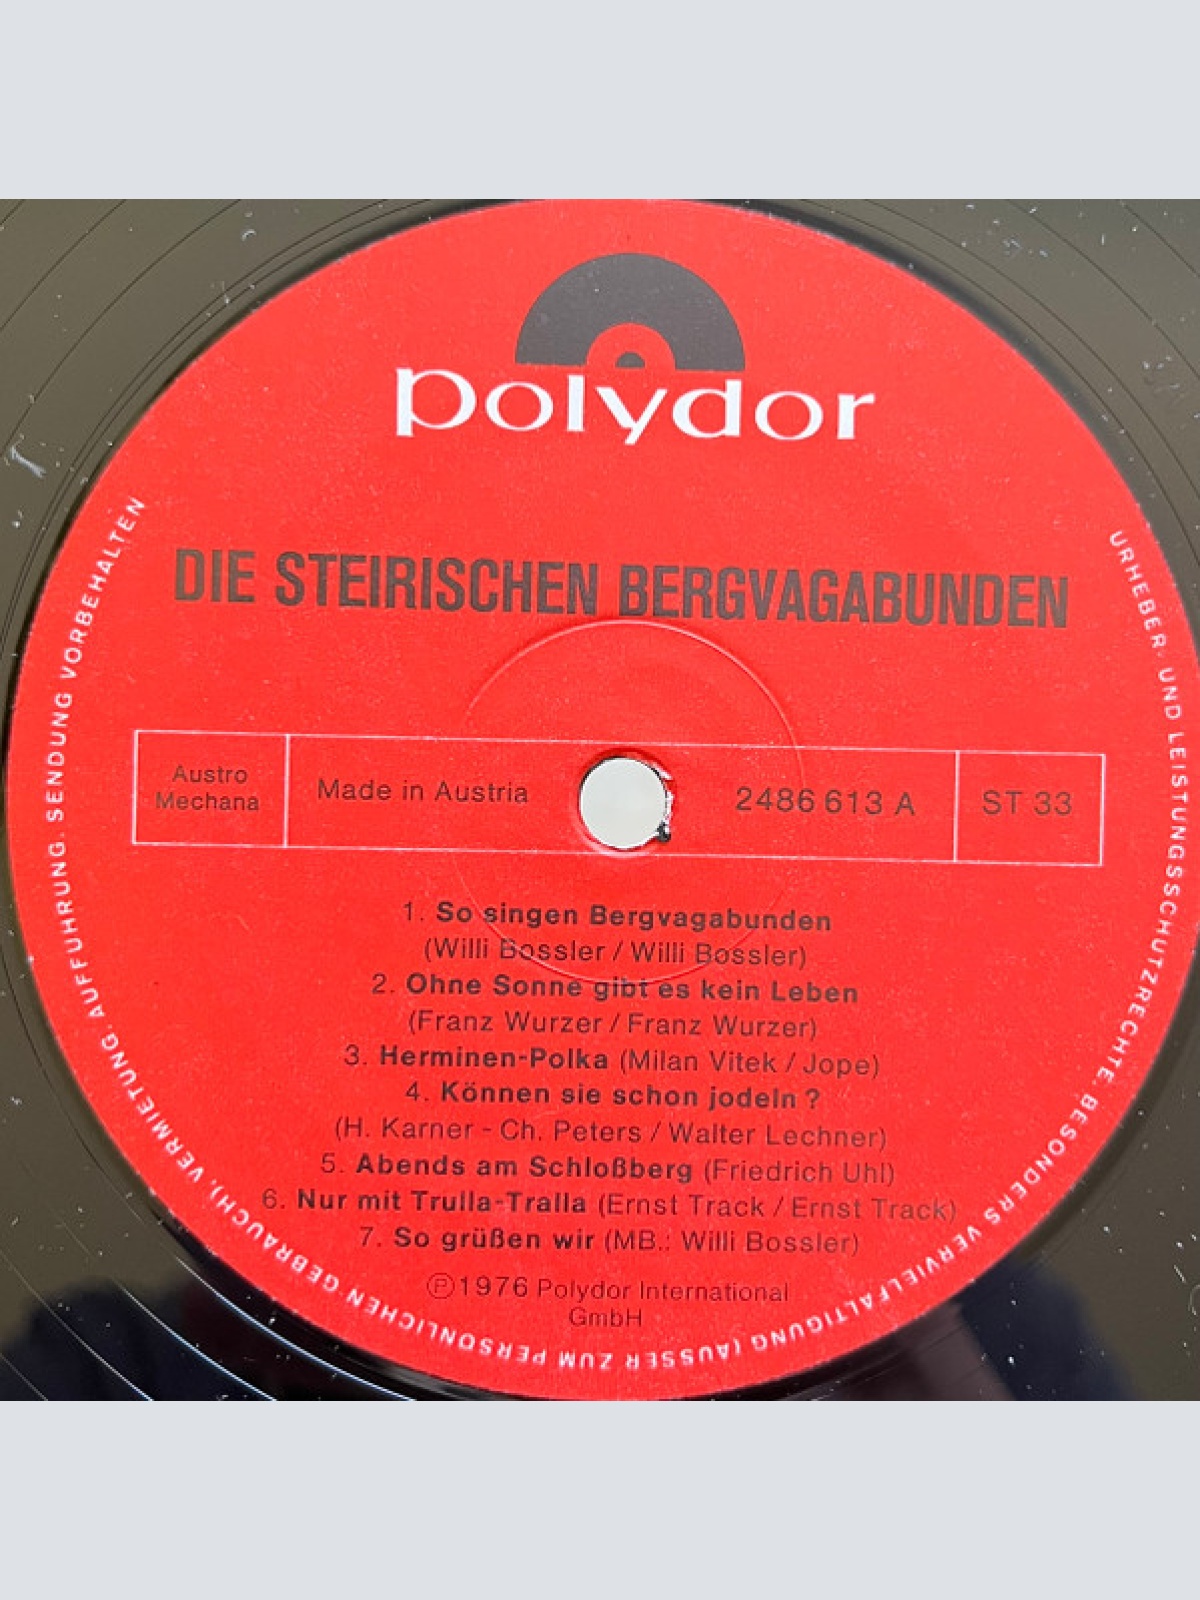 polydor
DIE STEIRISCHEN BERGVAGABUNDEN
Austro
Mechana
Made in Austria
2486 613 A
ST 33
1. So singen Bergvagabunden
(Willi Bossler / Willi Bossler)
2. Ohne Sonne gibt es kein Leben
(Franz Wurzer / Franz Wurzer)
3. Herminen-Polka (Milan Vitek / Jope)
4. Können sie schon jodeln ?
(H. Karner - Ch. Peters / Walter Lechner)
5. Abends am Schloßberg (Friedrich Uhl)
6. Nur mit Trulla-Tralla (Ernst Track / Ernst Track)
7. So grüßen wir (MB.: Willi Bossler)
Ⓟ 1976 Polydor International
GmbH
URHEBER- UND LEISTUNGSSCHUTZRECHTE, BESONDERS VERVIELFÄLTIGUNG (AUSSER ZUM PERSÖNLICHEN GEBRAUCH), VERMIETUNG, AUFFÜHRUNG, SENDUNG VORBEHALTEN